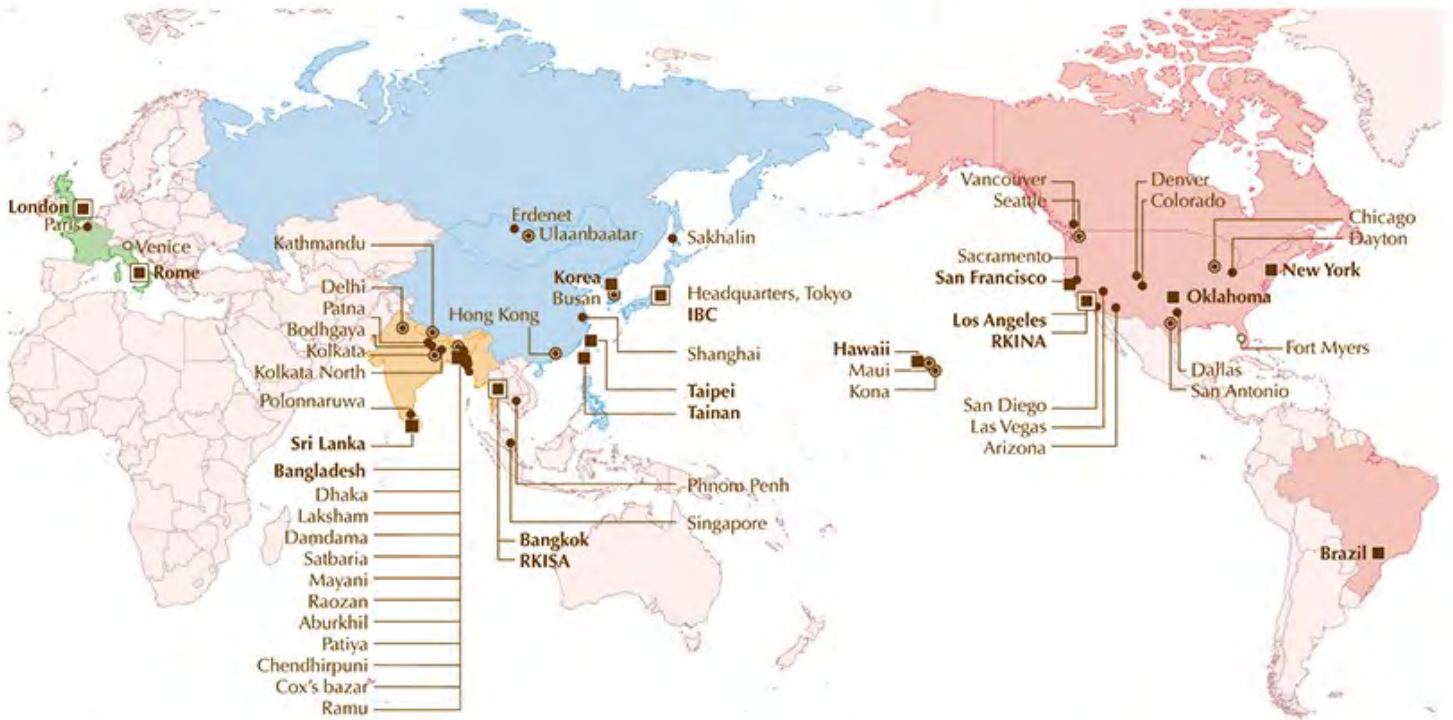 London
Paris
Venice
Rome
Kathmandu
Delhi
Patna
Bodhgaya
Kolkata
Kolkata North
Polonnaruwa
Sri Lanka
Bangladesh
Dhaka
Laksham
Damdama
Satbaria
Mayani
Raozan
Aburkhil
Patiya
Chendhirpuni
Cox's bazar
Ramu
Erdenet
Ulaanbaatar
Sakhalin
Korea
Busan
Headquarters, Tokyo
IBC
Hong Kong
Shanghai
Taipei
Tainan
Phnom Penh
Singapore
Bangkok
RKISA
Hawaii
Maui
Kona
Vancouver
Seattle
Sacramento
San Francisco
Los Angeles
RKINA
San Diego
Las Vegas
Arizona
Denver
Colorado
Chicago
Dayton
New York
Oklahoma
Fort Myers
Dallas
San Antonio
Brazil